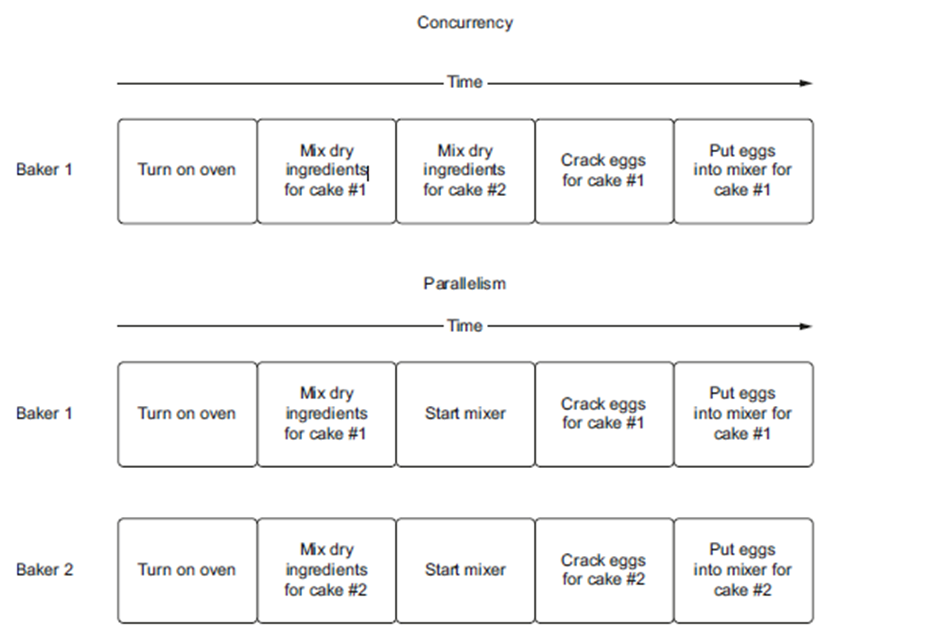 Concurrency
Time
Baker 1
Turn on oven
Mix dry
ingredients
for cake #1
Mix dry
ingredients
for cake #2
Crack eggs
for cake #1
Put eggs
into mixer for
cake #1
Parallelism
Time
Baker 1
Turn on oven
Mix dry
ingredients
for cake #1
Start mixer
Crack eggs
for cake #1
Put eggs
into mixer for
cake #1
Baker 2
Turn on oven
Mix dry
ingredients
for cake #2
Start mixer
Crack eggs
for cake #2
Put eggs
into mixer for
cake #2